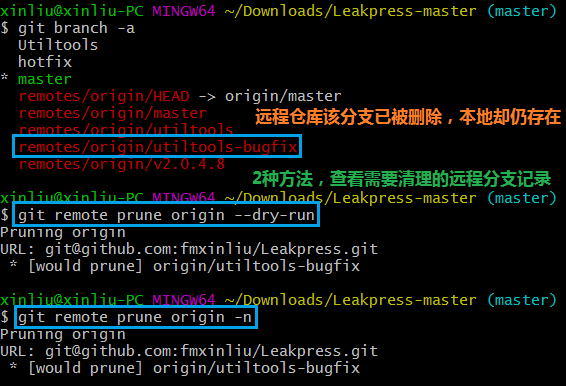 xinliu@xinliu-PC MINGW64 ~/Downloads/Leakpress-master (master)
$ git branch -a
Utiltools
hotfix
* master
remotes/origin/HEAD -> origin/master
remotes/origin/master
远程仓库该分支已被删除，本地却仍存在
remotes/origin/utiltools
remotes/origin/utiltools-bugfix
remotes/origin/v2.0.4.8
2种方法，查看需要清理的远程分支记录
xinliu@xinliu-PC MINGW64 ~/Downloads/Leakpress-master (master)
$ git remote prune origin --dry-run
Pruning origin
URL: git@github.com:fmxinliu/Leakpress.git
* [would prune] origin/utiltools-bugfix
xinliu@xinliu-PC MINGW64 ~/Downloads/Leakpress-master (master)
$ git remote prune origin -n
Pruning origin
URL: git@github.com:fmxinliu/Leakpress.git
* [would prune] origin/utiltools-bugfix